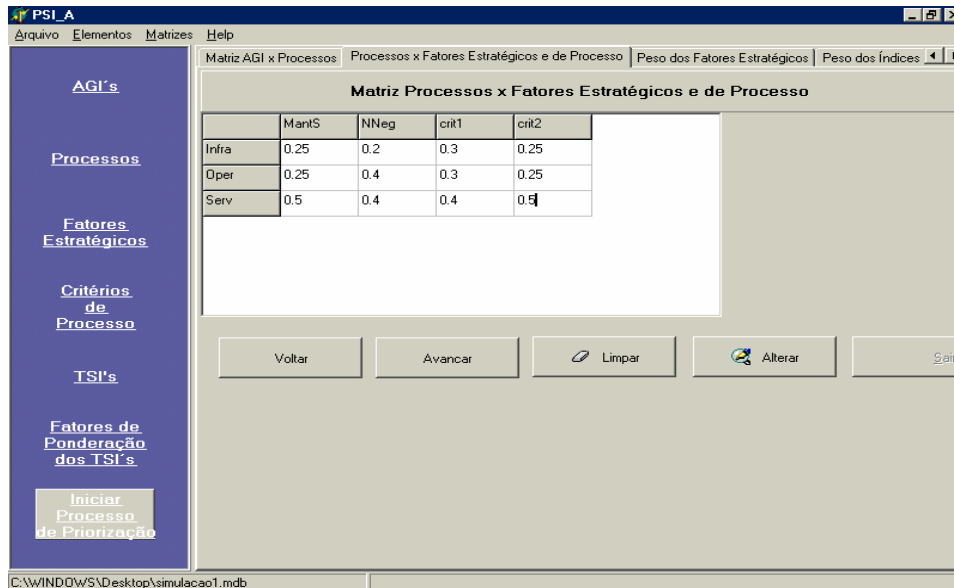 PSI_A
Arquivo Elementos Matrizes Help
Matriz AGI x Processos Processos x Fatores Estratégicos e de Processo Peso dos Fatores Estratégicos Peso dos Índices
AGI´s
Processos
Fatores
Estratégicos
Critérios
de
Processo
TSI's
Fatores de
Ponderação
dos TSI´s
Iniciar
Processo
de Priorização
Matriz Processos x Fatores Estratégicos e de Processo
MantS NNeg crit1 crit2
Infra 0.25 0.2 0.3 0.25
Oper 0.25 0.4 0.3 0.25
Serv 0.5 0.4 0.4 0.5
Voltar Avancar Limpar Alterar Sair
C:\WINDOWS\Desktop\simulacao1.mdb